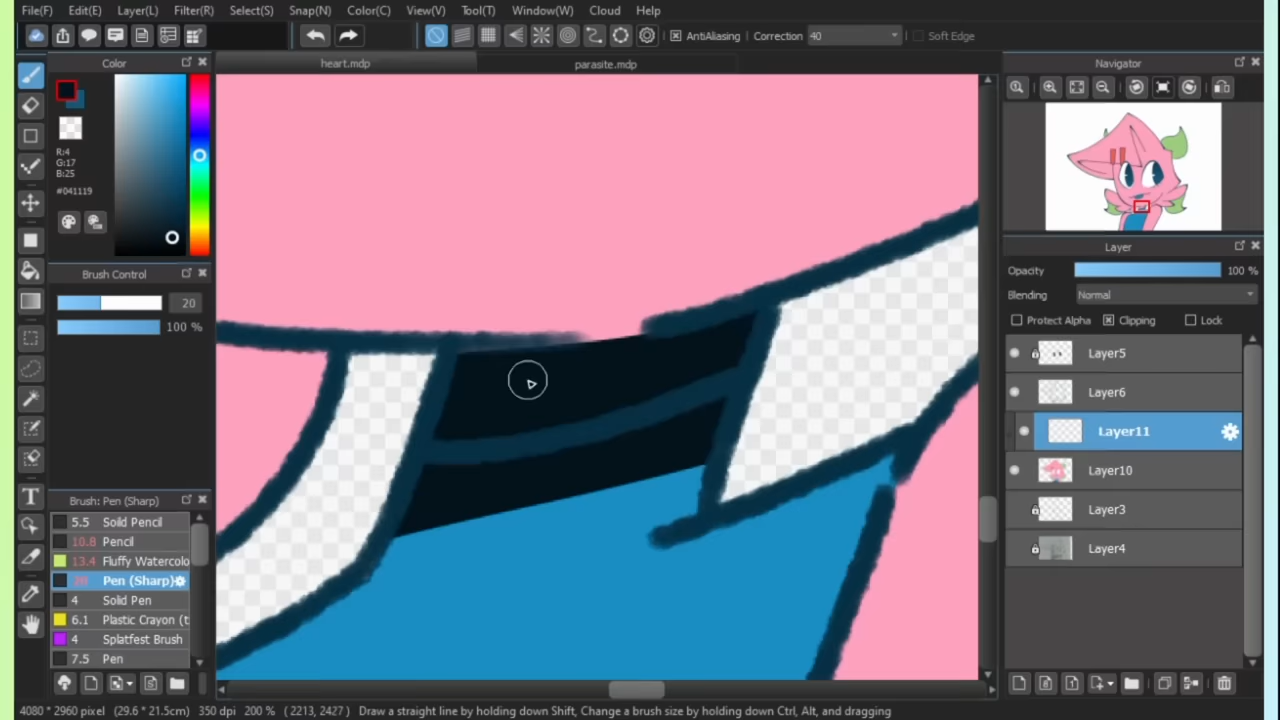 File(F) Edit(E) Layer(L) Filter(R) Select(S) Snap(N) Color(C) View(V) Tool(T) Window(W) Cloud Help
AntiAliasing Correction 40 Soft Edge
Color
heart.mdp
parasite.mdp
Navigator
R:4
G:17
B:25
#041119
Brush Control
20
100 %
Layer
Opacity 100 %
Blending Normal
Protect Alpha Clipping Lock
Layer5
Layer6
Layer11
Layer10
Layer3
Layer4
Brush: Pen (Sharp)
5.5 Solid Pencil
10.8 Pencil
13.4 Fluffy Watercolo
20 Pen (Sharp)
4 Solid Pen
6.1 Plastic Crayon (t
4 Splatfest Brush
7.5 Pen
4080 * 2960 pixel (29.6 * 21.5cm) 350 dpi 200 % ( 2213, 2427 ) Draw a straight line by holding down Shift, Change a brush size by holding down Ctrl, Alt, and dragging